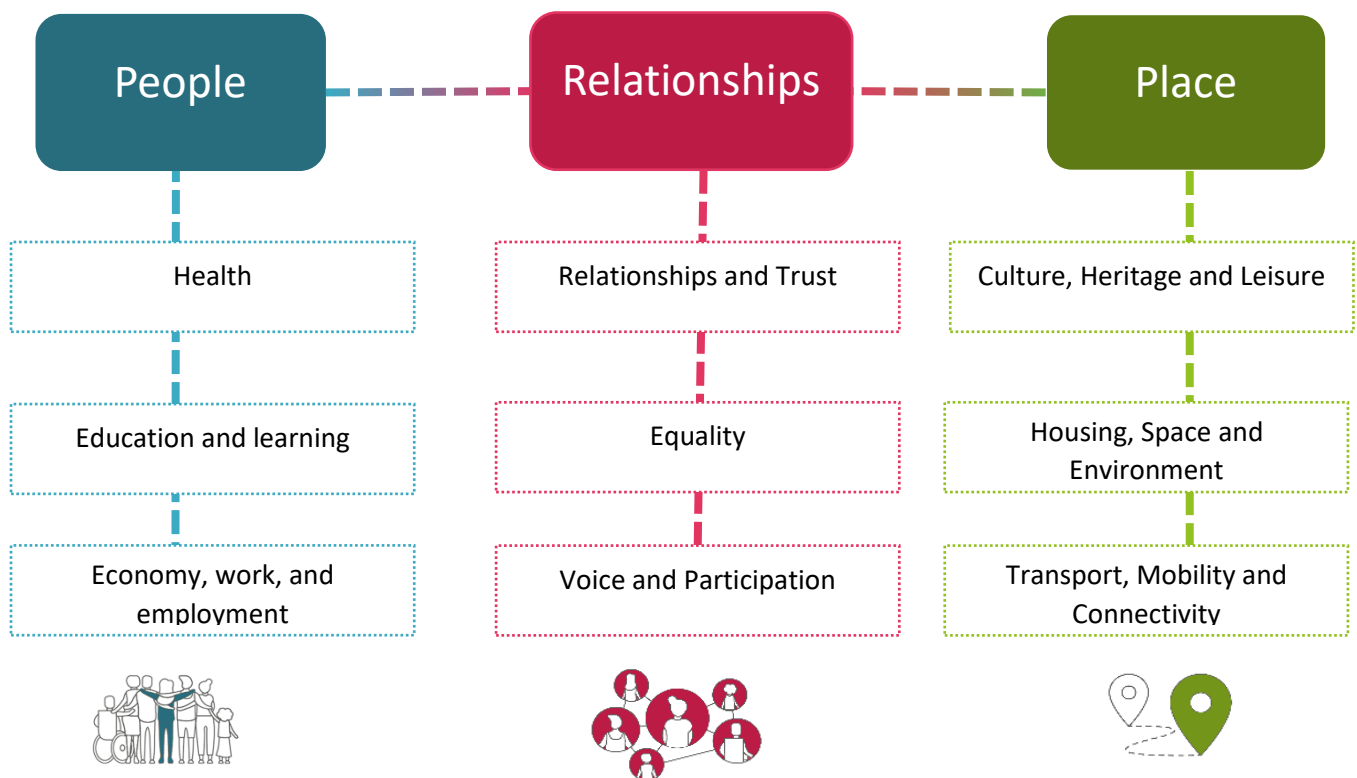 People
Relationships
Place
Health
Relationships and Trust
Culture, Heritage and Leisure
Education and learning
Equality
Housing, Space and
Environment
Economy, work, and
employment
Voice and Participation
Transport, Mobility and
Connectivity